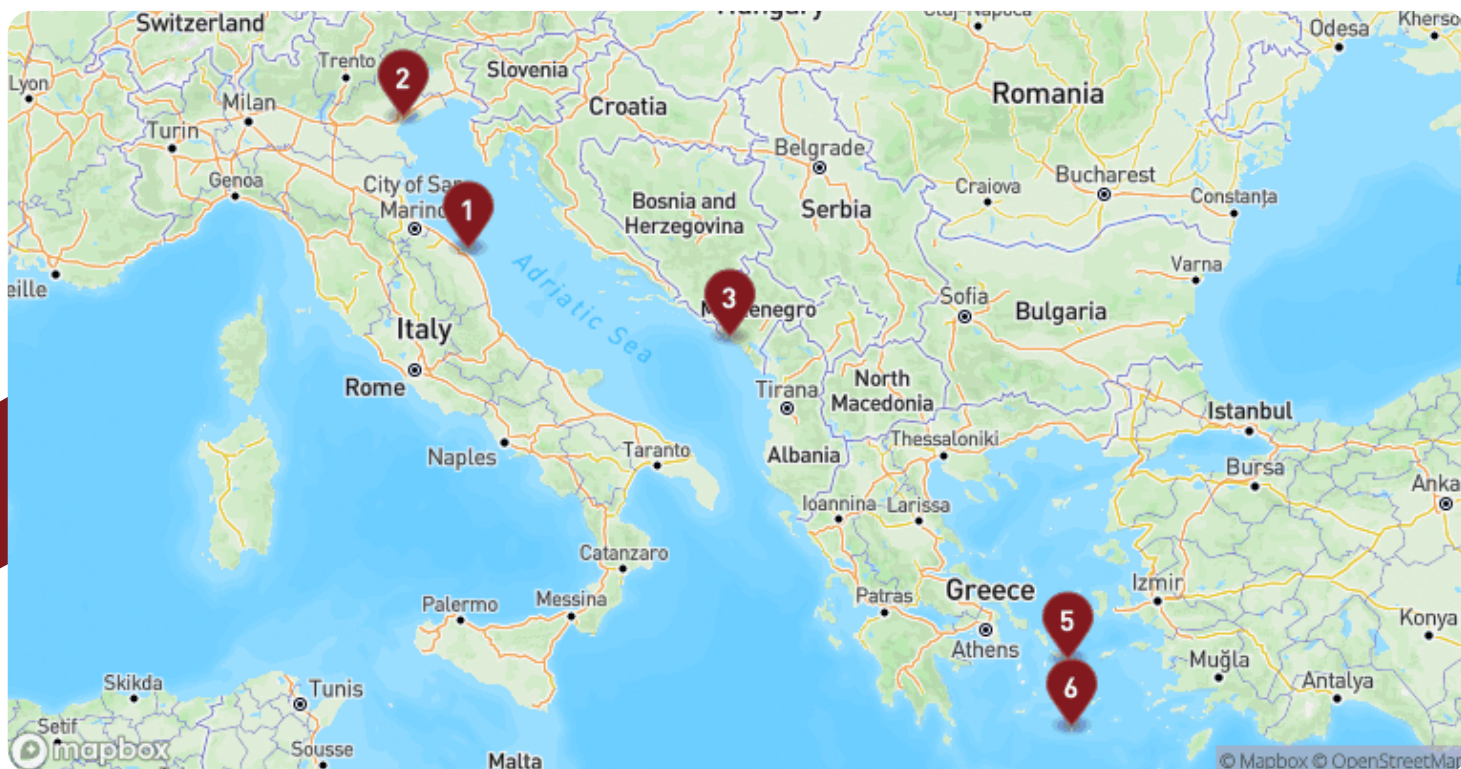 Hungary
Cluj-Napoca
Switzerland
Odesa
Trento
2
Slovenia
Lyon
Milan
Croatia
Romania
Turin
Belgrade
Genoa
City of San
Marino
1
Bosnia and
Herzegovina
Serbia
Craiova
Bucharest
Constanţa
eille
Adriatic Sea
Varna
3
Sofia
Bulgaria
Italy
Rome
Tirana
North
Macedonia
Istanbul
Naples
Taranto
Albania
Thessaloniki
Bursa
Ioannina
Larissa
Anka
Catanzaro
Izmir
Palermo
Messina
Patras
Greece
5
Athens
Konya
Skikda
Tunis
6
Muğla
Antalya
Setif
mapbox
Sousse
Malta
© Mapbox © OpenStreetMap